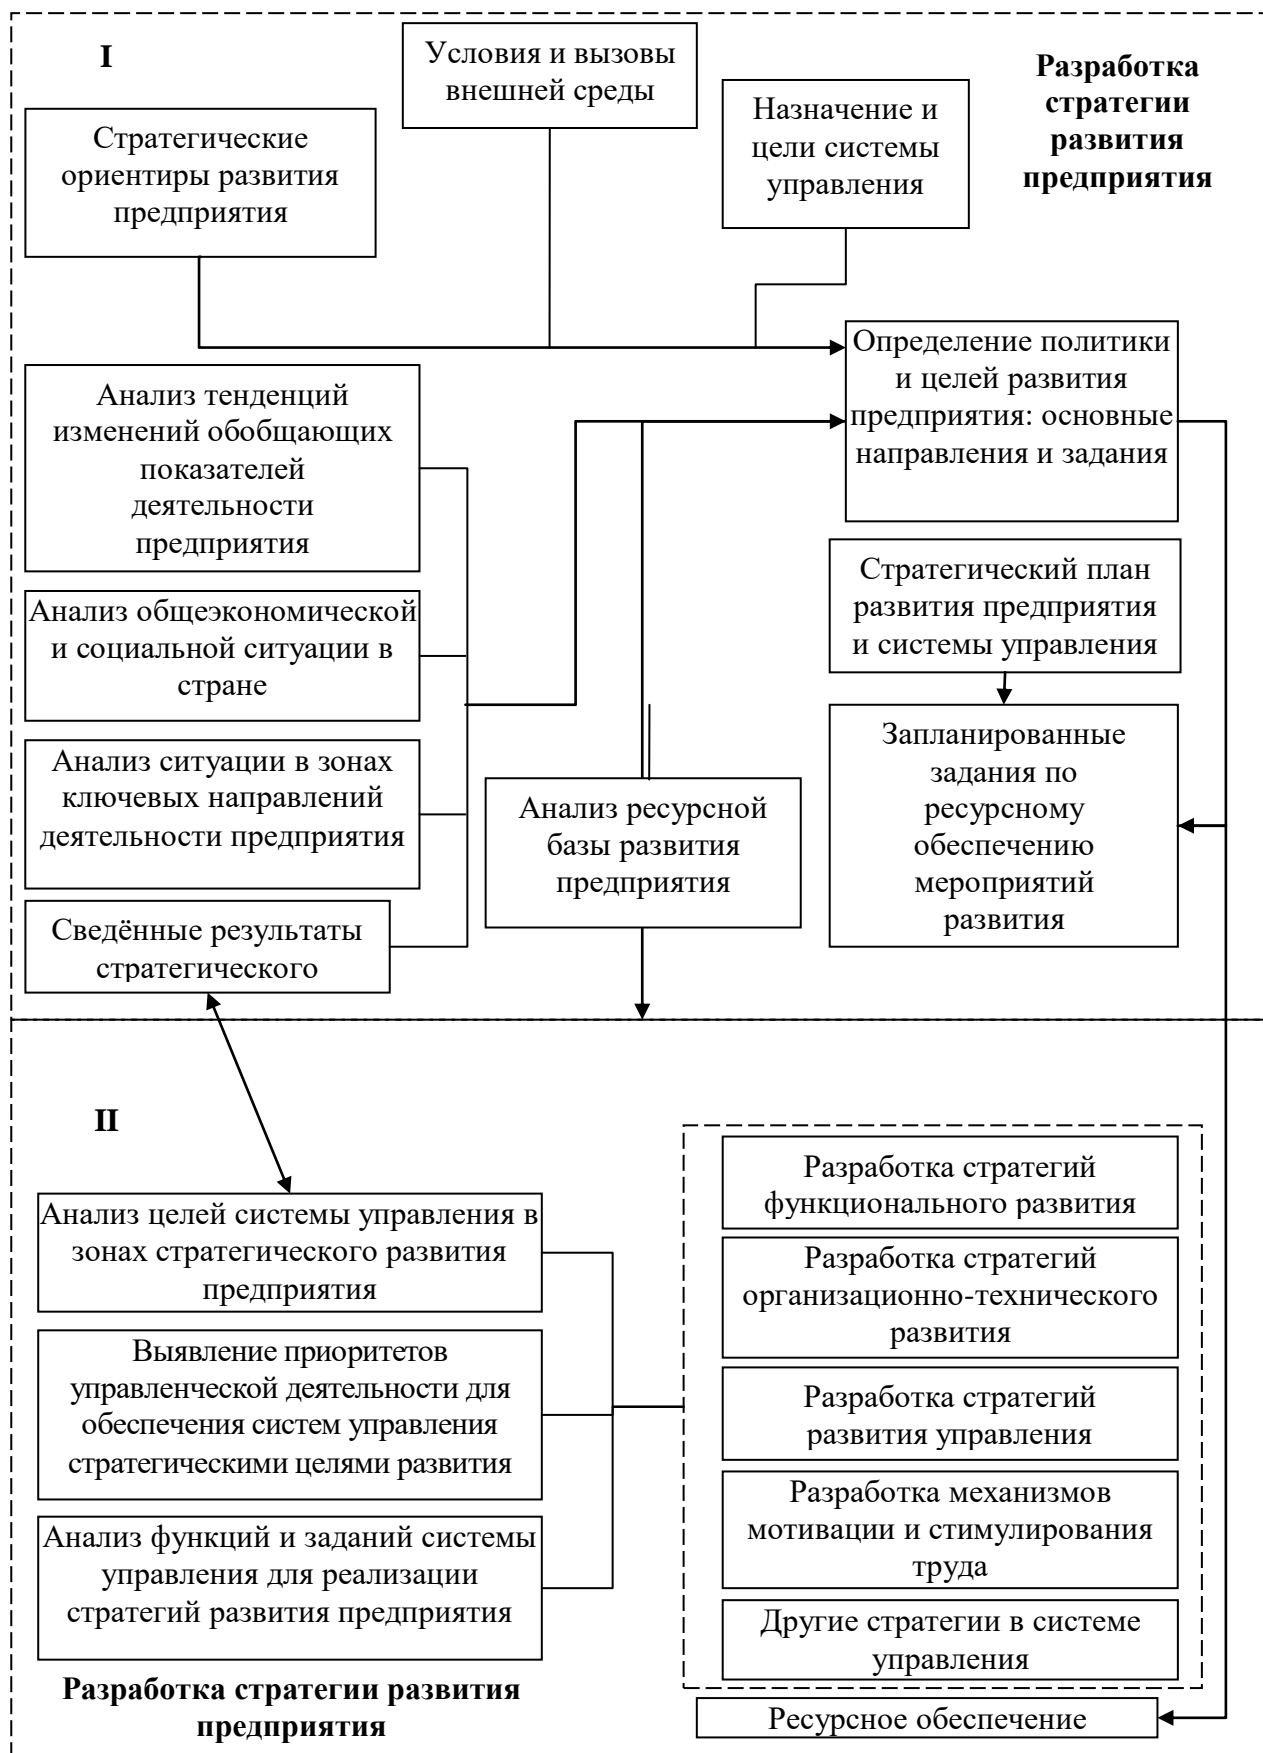 I
Условия и вызовы
внешней среды
Разработка
стратегии
развития
предприятия
Назначение и
цели системы
управления
Стратегические
ориентиры развития
предприятия
Определение политики
и целей развития
предприятия: основные
направления и задания
Анализ тенденций
изменений обобщающих
показателей
деятельности
предприятия
Стратегический план
развития предприятия
и системы управления
Анализ общеэкономической
и социальной ситуации в
стране
Запланированные
задания по
ресурсному
обеспечению
мероприятий
развития
Анализ ситуации в зонах
ключевых направлений
деятельности предприятия
Анализ ресурсной
базы развития
предприятия
Сведённые результаты
стратегического
II
Разработка стратегий
функционального развития
Анализ целей системы управления в
зонах стратегического развития
предприятия
Разработка стратегий
организационно-технического
развития
Выявление приоритетов
управленческой деятельности для
обеспечения систем управления
стратегическими целями развития
Разработка стратегий
развития управления
Разработка механизмов
мотивации и стимулирования
труда
Анализ функций и заданий системы
управления для реализации
стратегий развития предприятия
Другие стратегии в системе
управления
Разработка стратегии развития
предприятия
Ресурсное обеспечение